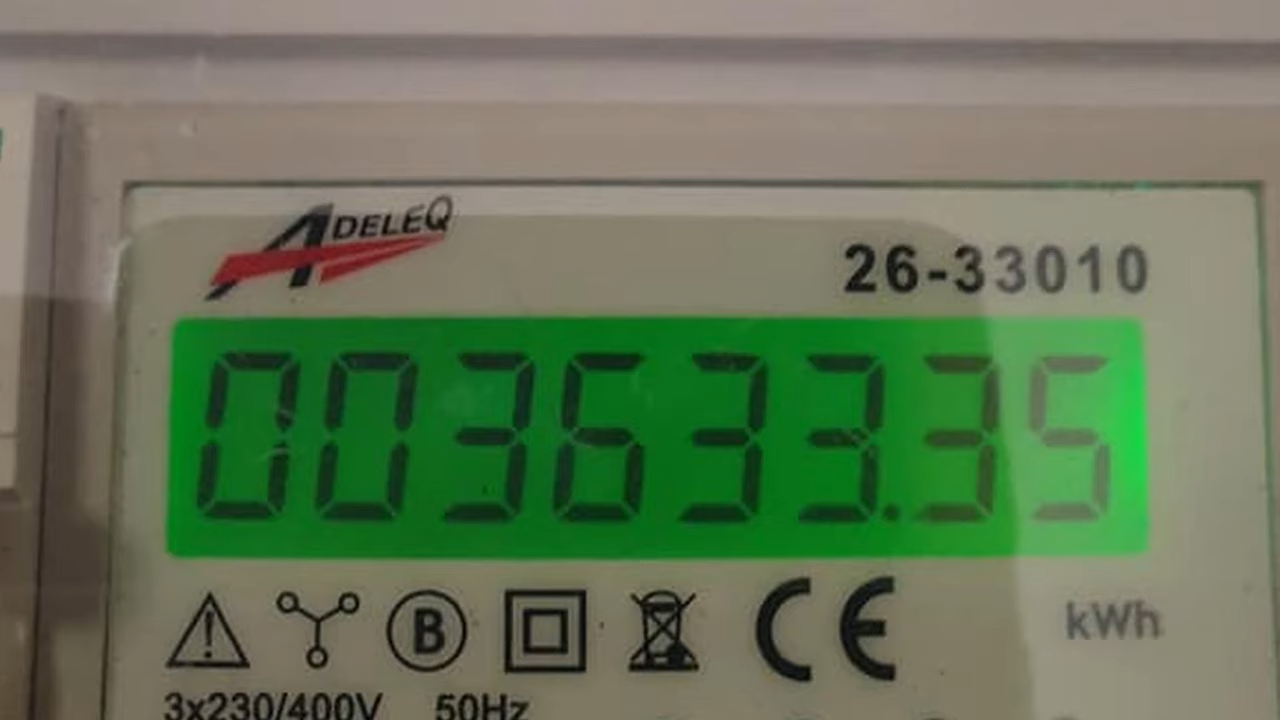 ADELEQ
26-33010
003633.35
B
CE
kWh
3x230/400V 50Hz